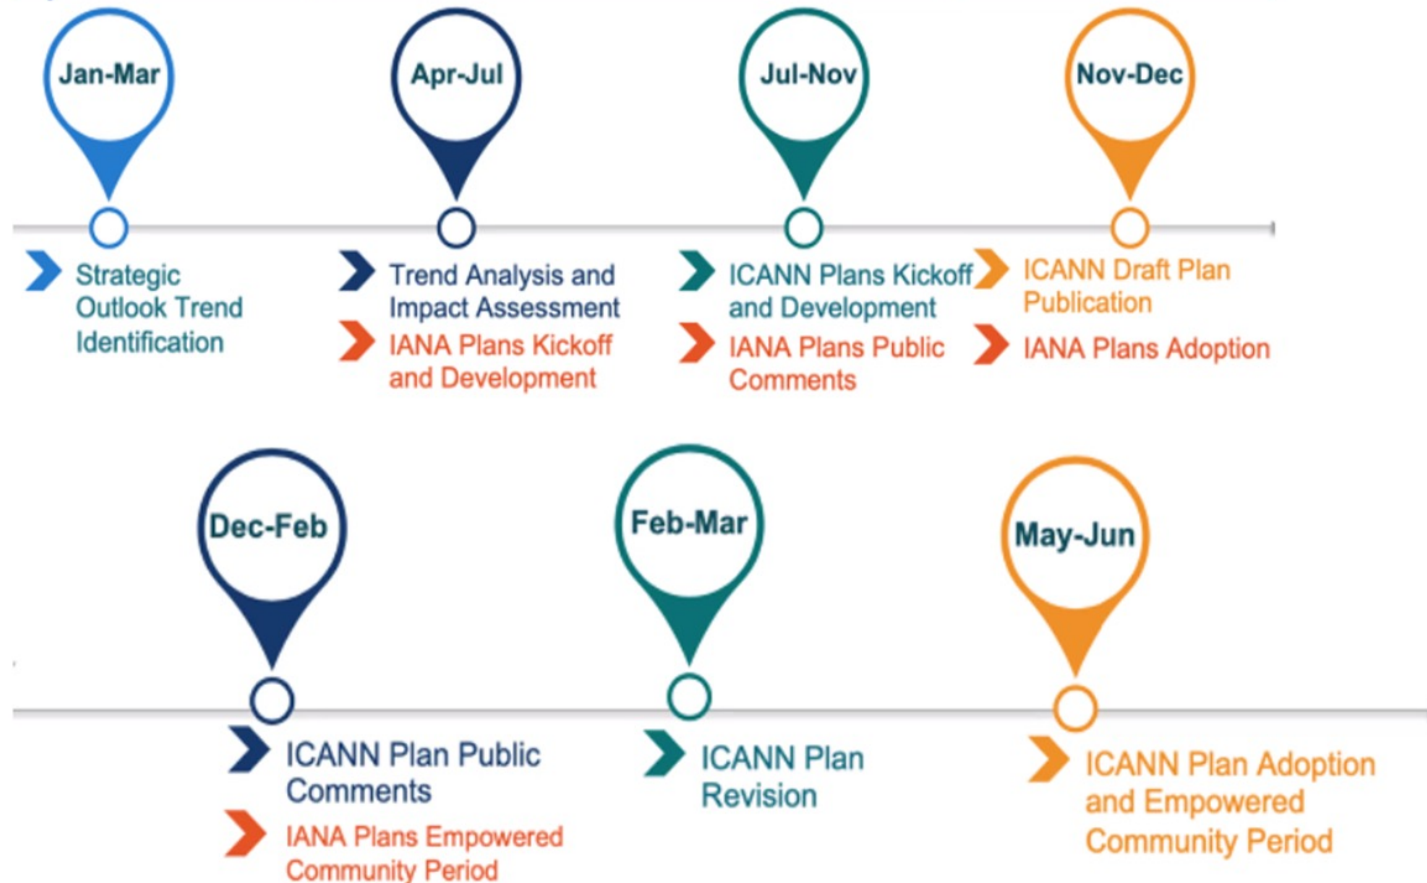 Jan-Mar
Apr-Jul
Jul-Nov
Nov-Dec
Strategic
Outlook Trend
Identification
Trend Analysis and
Impact Assessment
IANA Plans Kickoff
and Development
ICANN Plans Kickoff
and Development
IANA Plans Public
Comments
ICANN Draft Plan
Publication
IANA Plans Adoption
Dec-Feb
Feb-Mar
May-Jun
ICANN Plan Public
Comments
IANA Plans Empowered
Community Period
ICANN Plan
Revision
ICANN Plan Adoption
and Empowered
Community Period